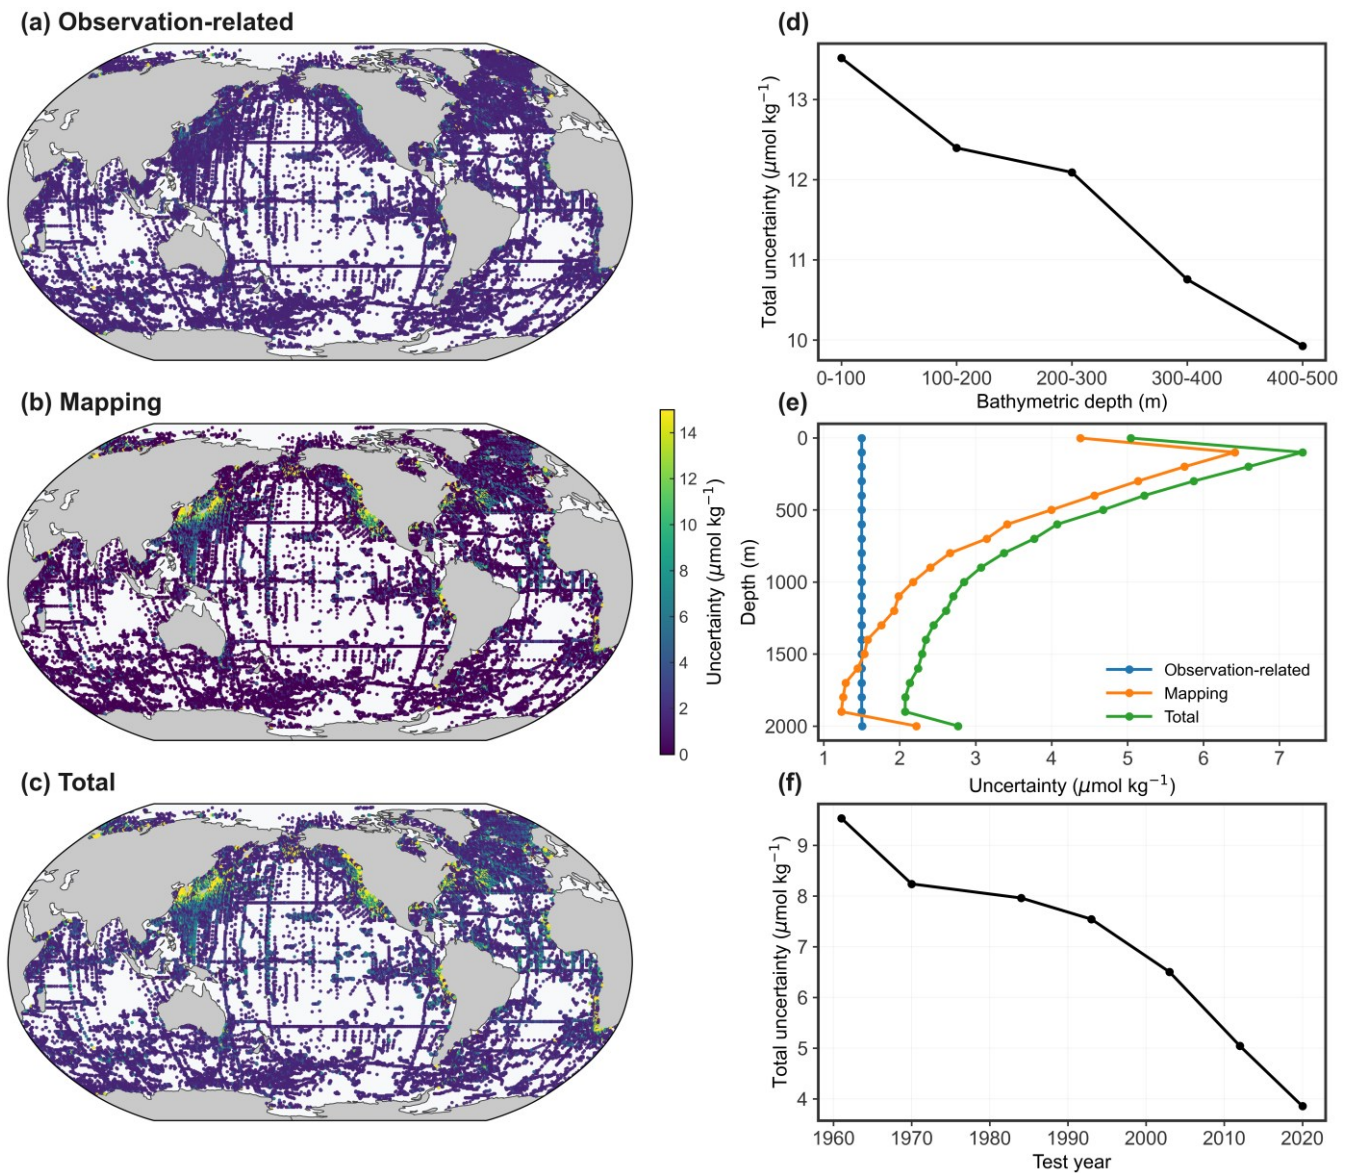 (a) Observation-related
(b) Mapping
(c) Total
14
12
10
8
6
4
2
0
Uncertainty (μmol kg⁻¹)
(d)
13
12
11
10
Total uncertainty (μmol kg⁻¹)
0-100 100-200 200-300 300-400 400-500
Bathymetric depth (m)
(e)
0
500
1000
1500
2000
Depth (m)
Observation-related
Mapping
Total
1 2 3 4 5 6 7
Uncertainty (μmol kg⁻¹)
(f)
9
8
7
6
5
4
Total uncertainty (μmol kg⁻¹)
1960 1970 1980 1990 2000 2010 2020
Test year